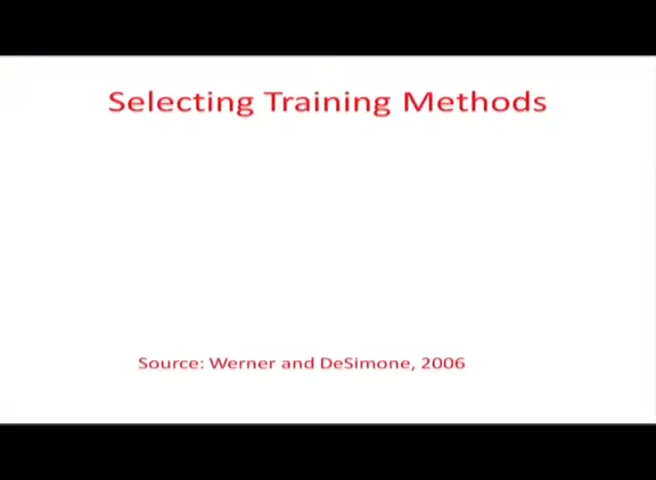 Selecting Training Methods
Source: Werner and DeSimone, 2006